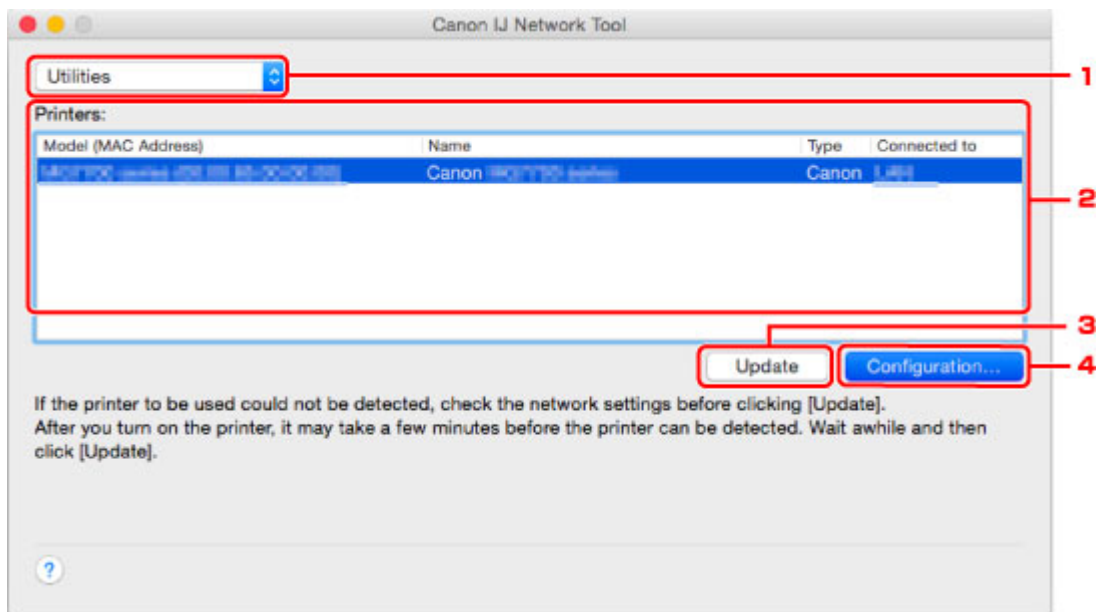 Canon IJ Network Tool
Utilities
1
Printers:
Model (MAC Address) Name Type Connected to
Canon Canon
2
3
Update Configuration... 4
If the printer to be used could not be detected, check the network settings before clicking [Update].
After you turn on the printer, it may take a few minutes before the printer can be detected. Wait awhile and then
click [Update].
?